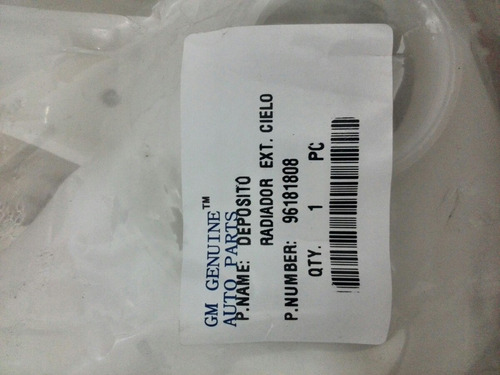 GM GENUINE™
AUTO PARTS
P.NAME: DEPOSITO
RADIADOR EXT. CIELO
P.NUMBER: 96181808
QTY. 1 PC